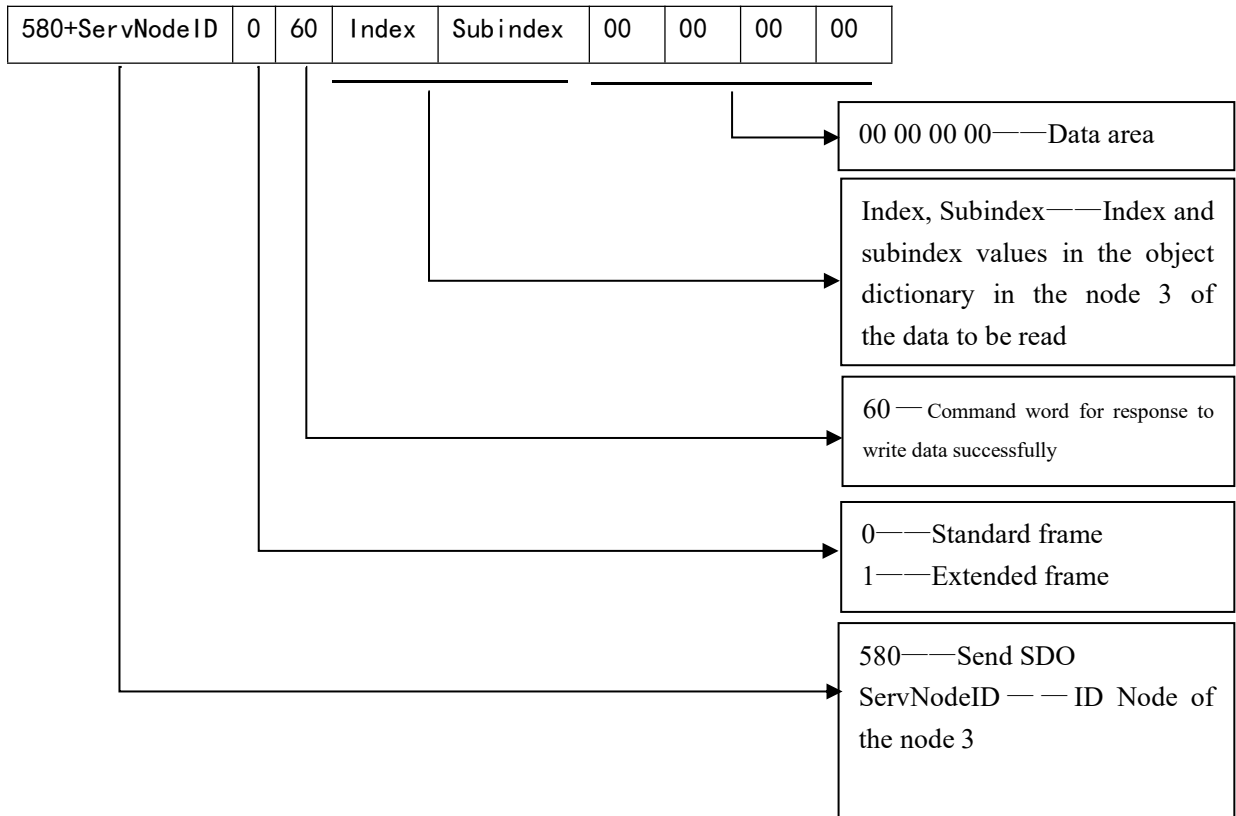 580+ServNodeID 0 60 Index Subindex 00 00 00 00
00 00 00 00——Data area
Index, Subindex——Index and
subindex values in the object
dictionary in the node 3 of
the data to be read
60 — Command word for response to
write data successfully
0——Standard frame
1——Extended frame
580——Send SDO
ServNodeID — — ID Node of
the node 3